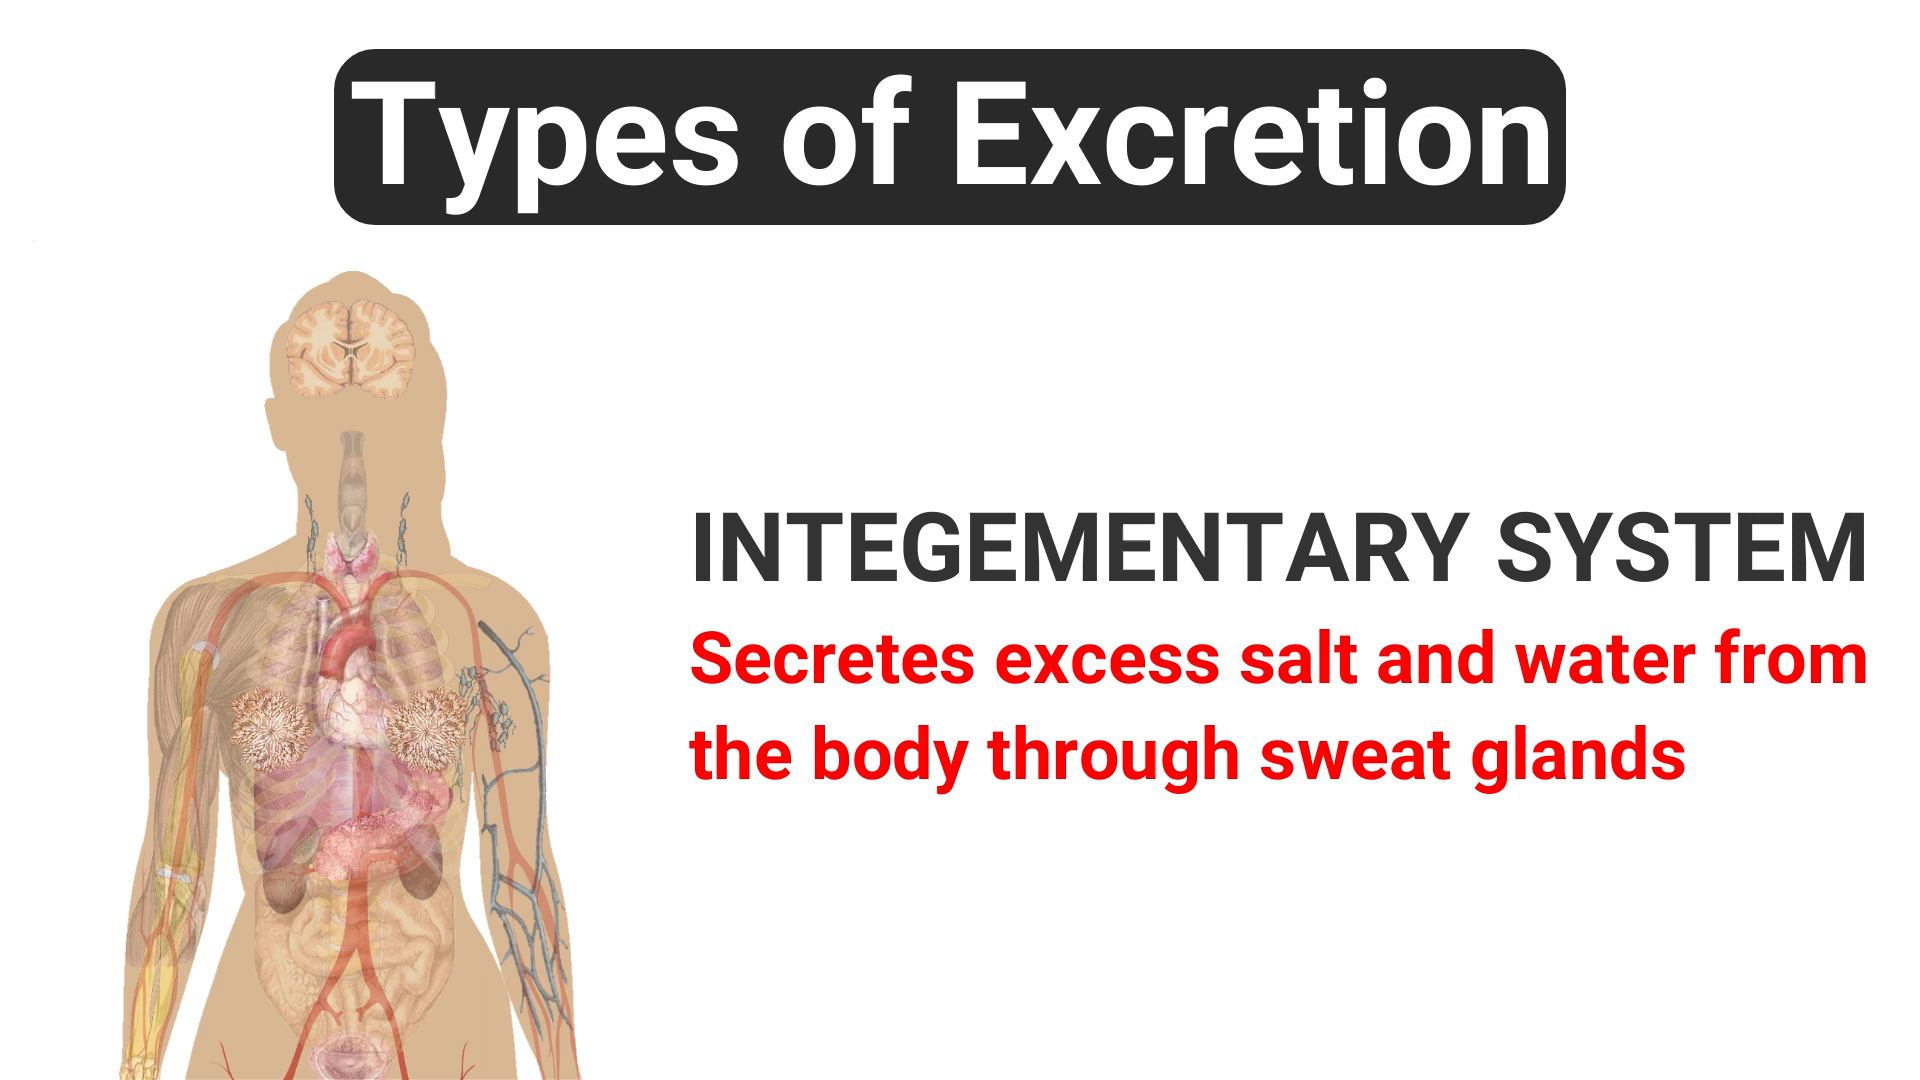 Types of Excretion
INTEGEMENTARY SYSTEM
Secretes excess salt and water from
the body through sweat glands